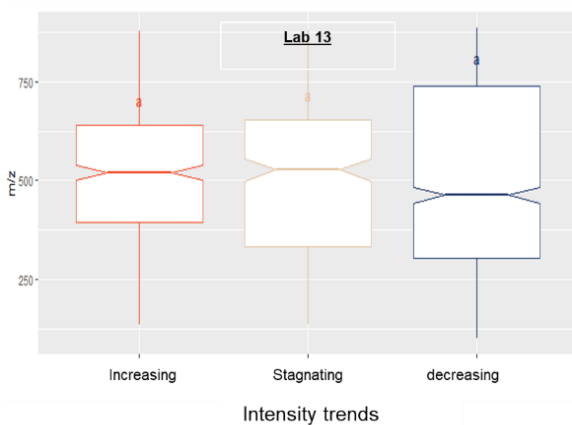 Lab 13
a
a
a
750
500
250
m/z
Increasing Stagnating decreasing
Intensity trends